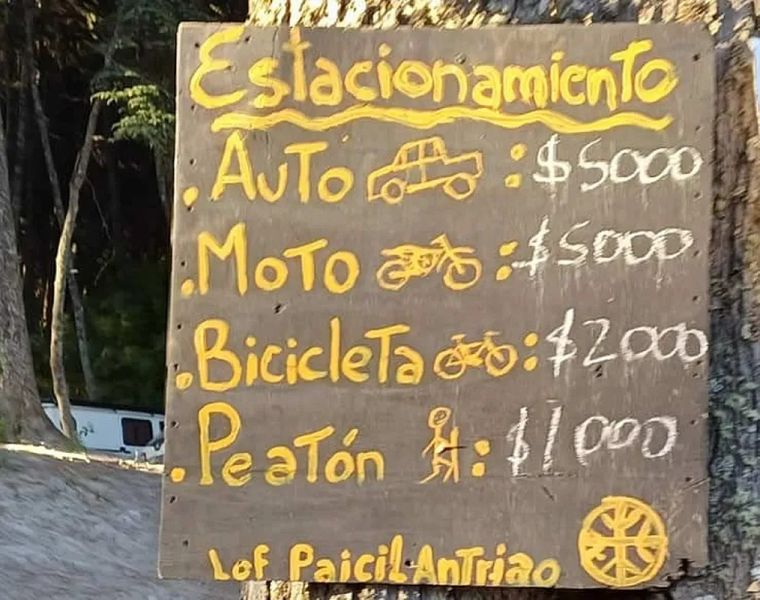 Estacionamiento
. Auto : $5000
. Moto : $5000
. Bicicleta : $2000
. Peatón : $1000
Lof Paicil Antriao